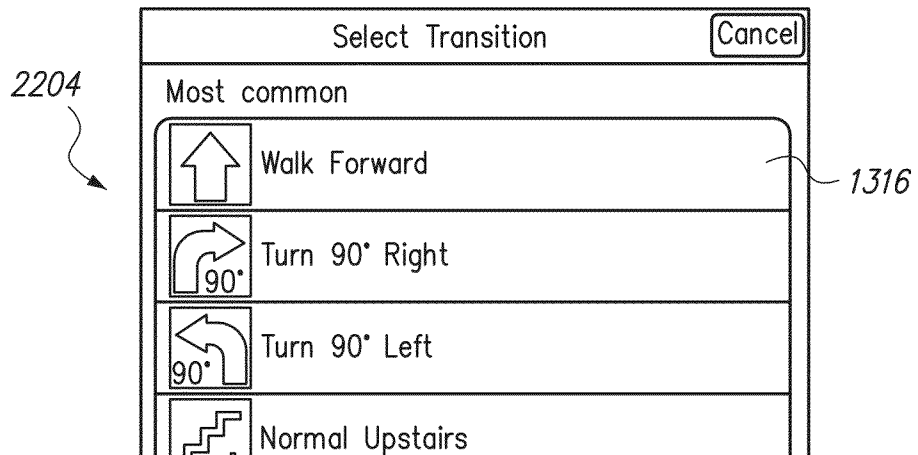 Select Transition Cancel
2204
Most common
Walk Forward
1316
Turn 90° Right
90°
Turn 90° Left
90°
Normal Upstairs